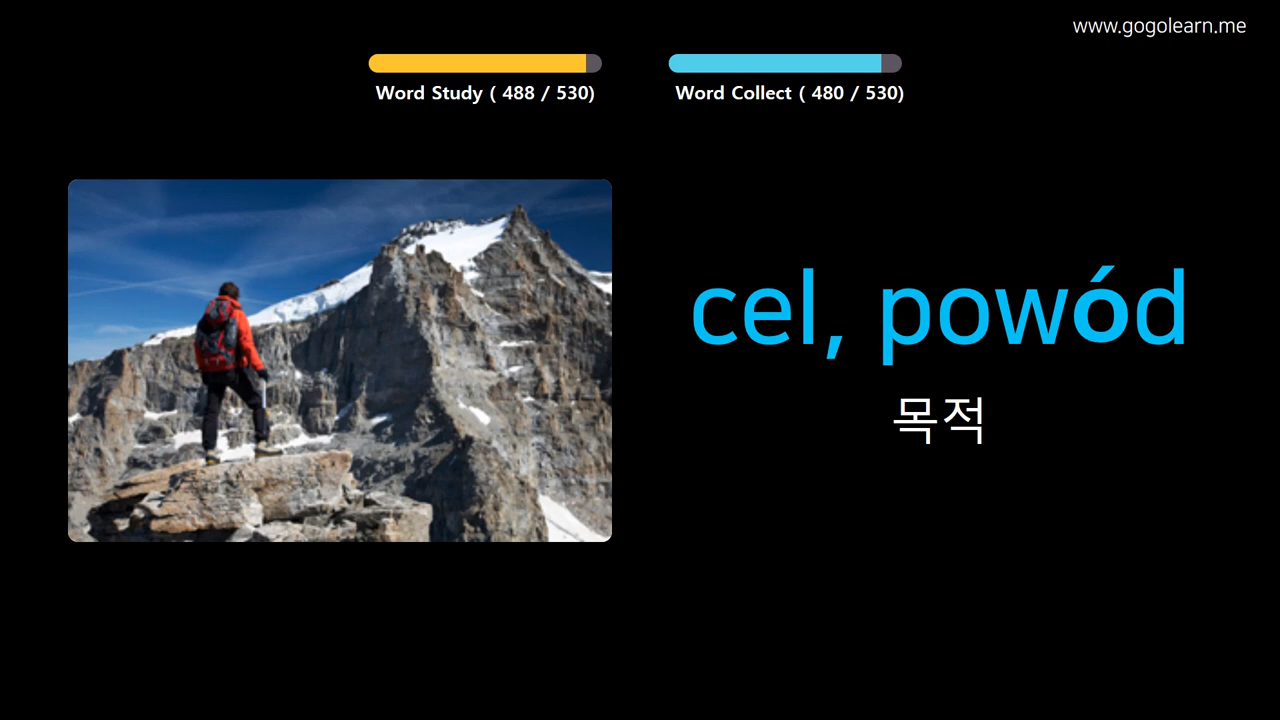 www.gogolearn.me
Word Study ( 488 / 530)
Word Collect ( 480 / 530)
cel, powód
목적